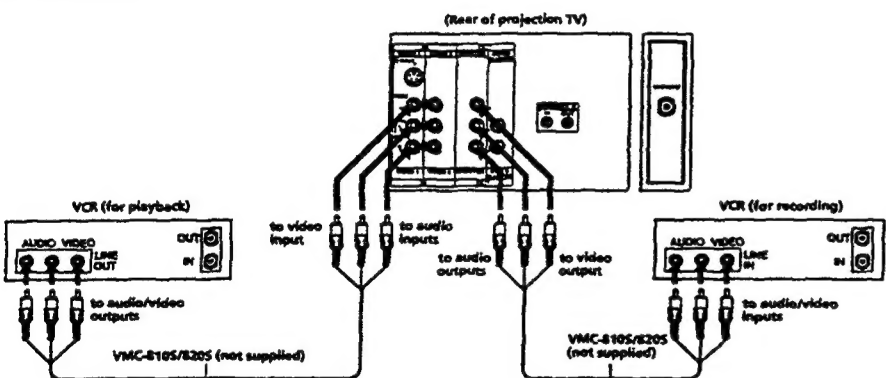 (Rear of projection TV)
VCR (for playback)
AUDIO VIDEO
LINE
OUT
OUT
IN
to audio/video
outputs
VMC-810S/820S (not supplied)
to video
input
to audio
inputs
to audio
outputs
to video
output
VMC-810S/820S
(not supplied)
VCR (for recording)
AUDIO VIDEO
LINE
IN
OUT
IN
to audio/video
inputs